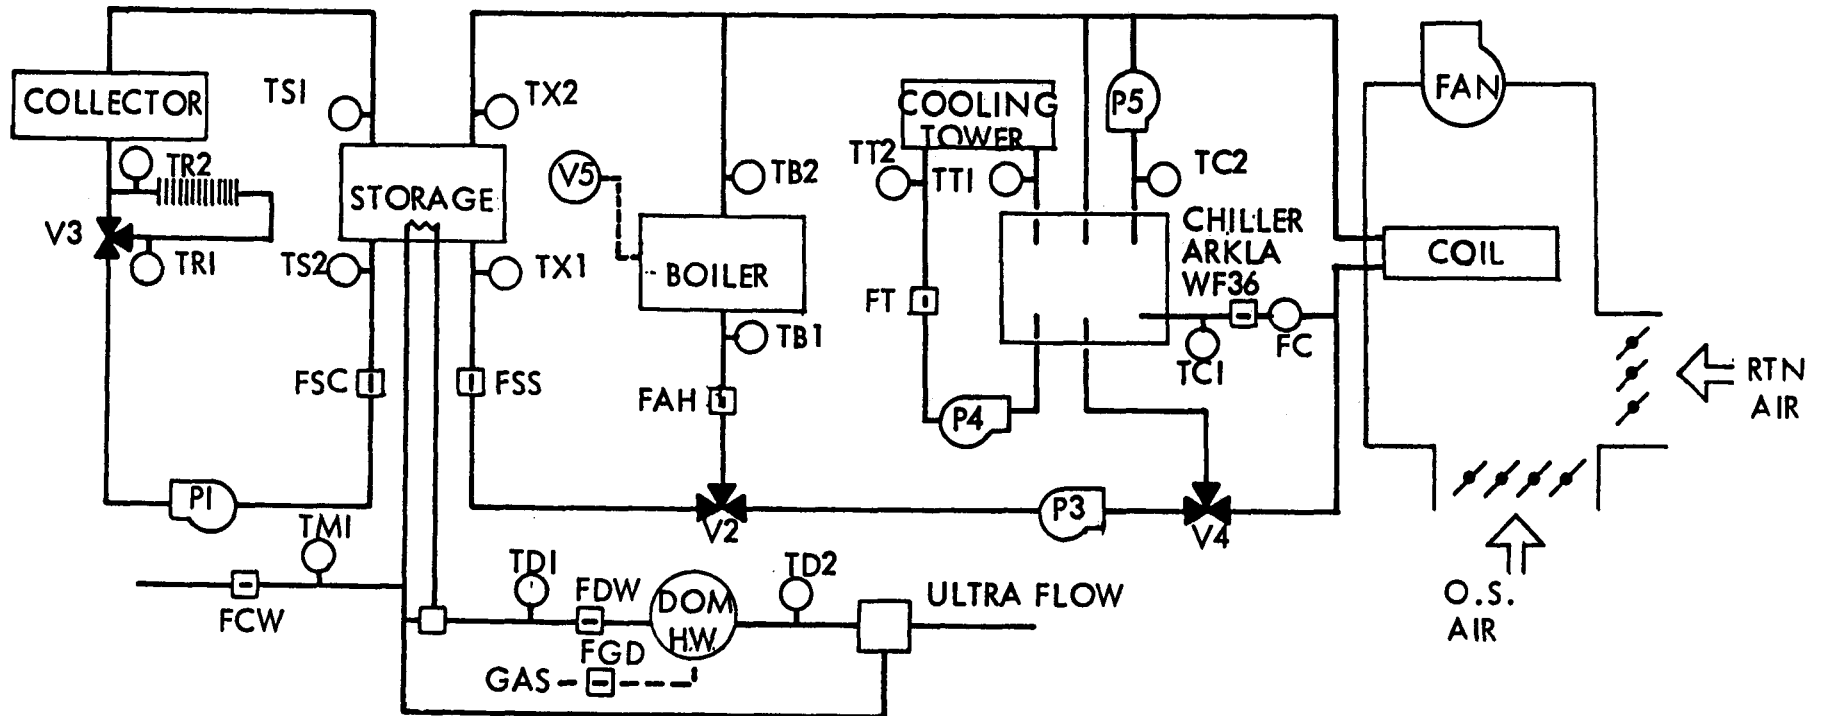 COLLECTOR
TS1
TX2
TR2
V3
TR1
STORAGE
TS2
TX1
FSC
FSS
P1
TM1
FCW
V5
TB2
BOILER
TB1
FAH
V2
COOLING
TOWER
TT2
TT1
P5
TC2
CHILLER
ARKLA
WF36
FT
TC1
FC
P4
P3
V4
FAN
COIL
RTN
AIR
O.S.
AIR
TD1
FDW
DOM
H.W.
TD2
ULTRA FLOW
FGD
GAS